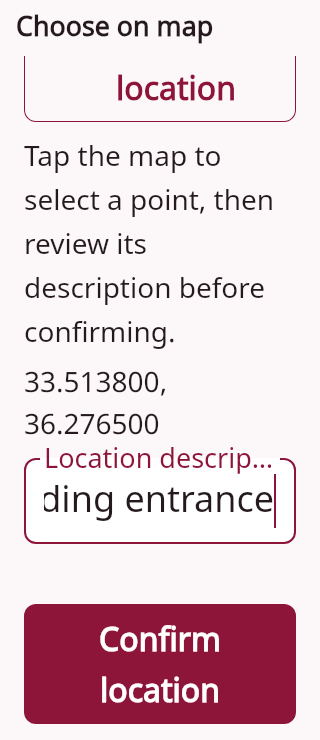 Choose on map
location
Tap the map to
select a point, then
review its
description before
confirming.
33.513800,
36.276500
Location descrip...
ding entrance
Confirm
location